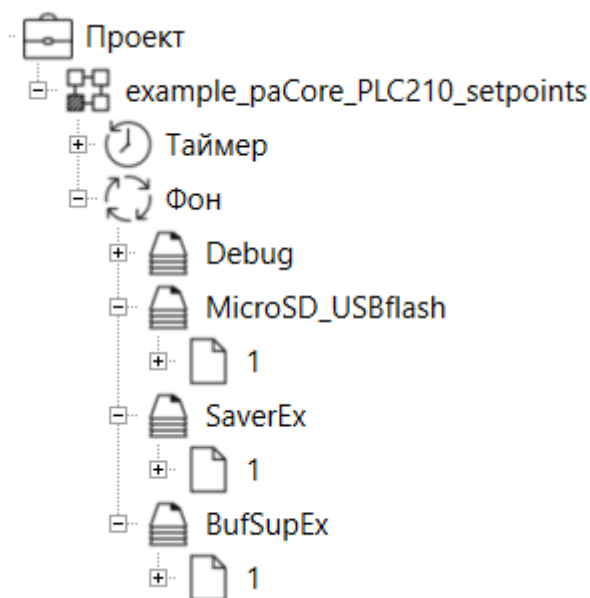 Проект
example_paCore_PLC210_setpoints
Таймер
Фон
Debug
MicroSD_USBflash
1
SaverEx
1
BufSupEx
1